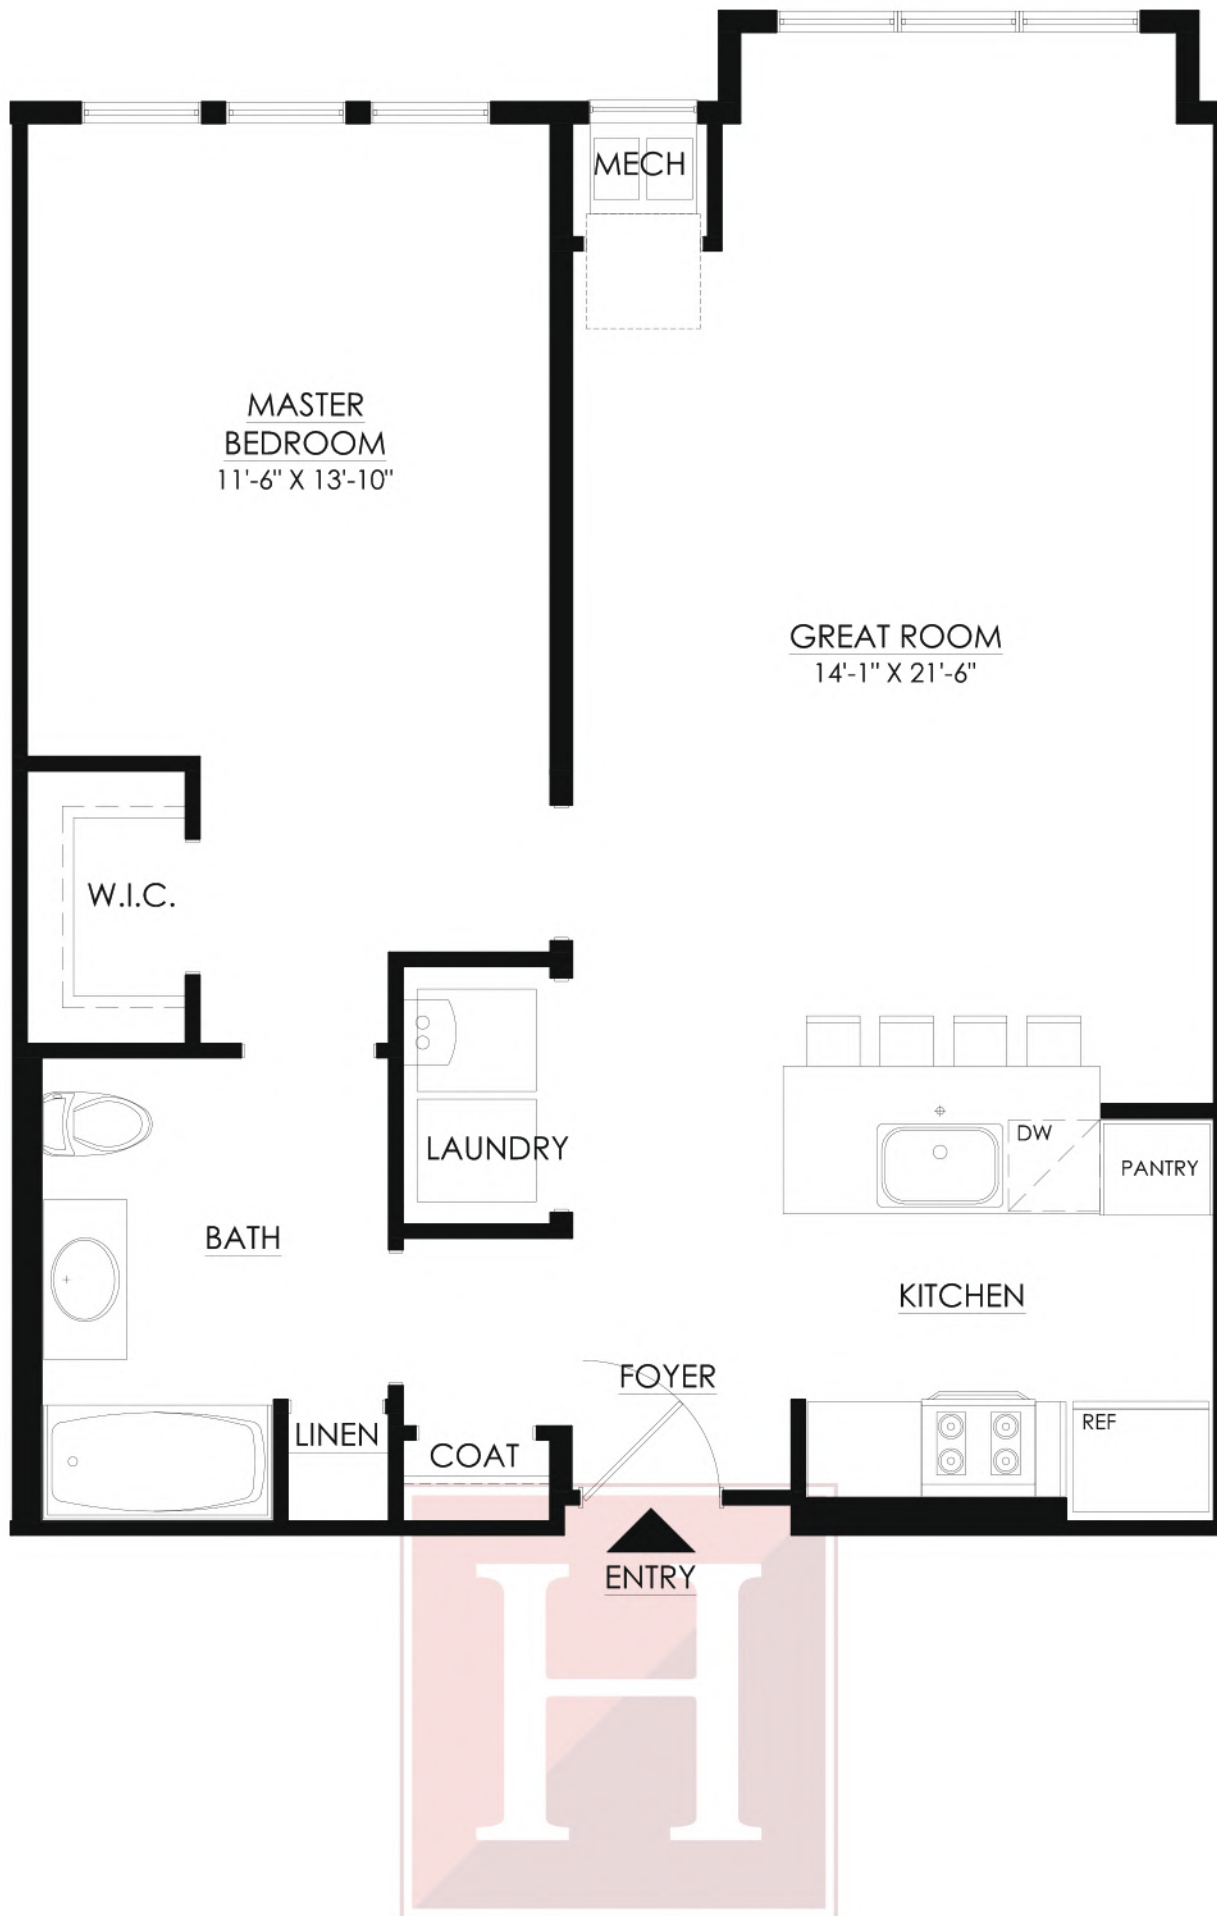 MECH
MASTER
BEDROOM
11'-6" X 13'-10"
GREAT ROOM
14'-1" X 21'-6"
W.I.C.
DW
LAUNDRY
PANTRY
BATH
KITCHEN
FOYER
LINEN
COAT
REF
ENTRY
H